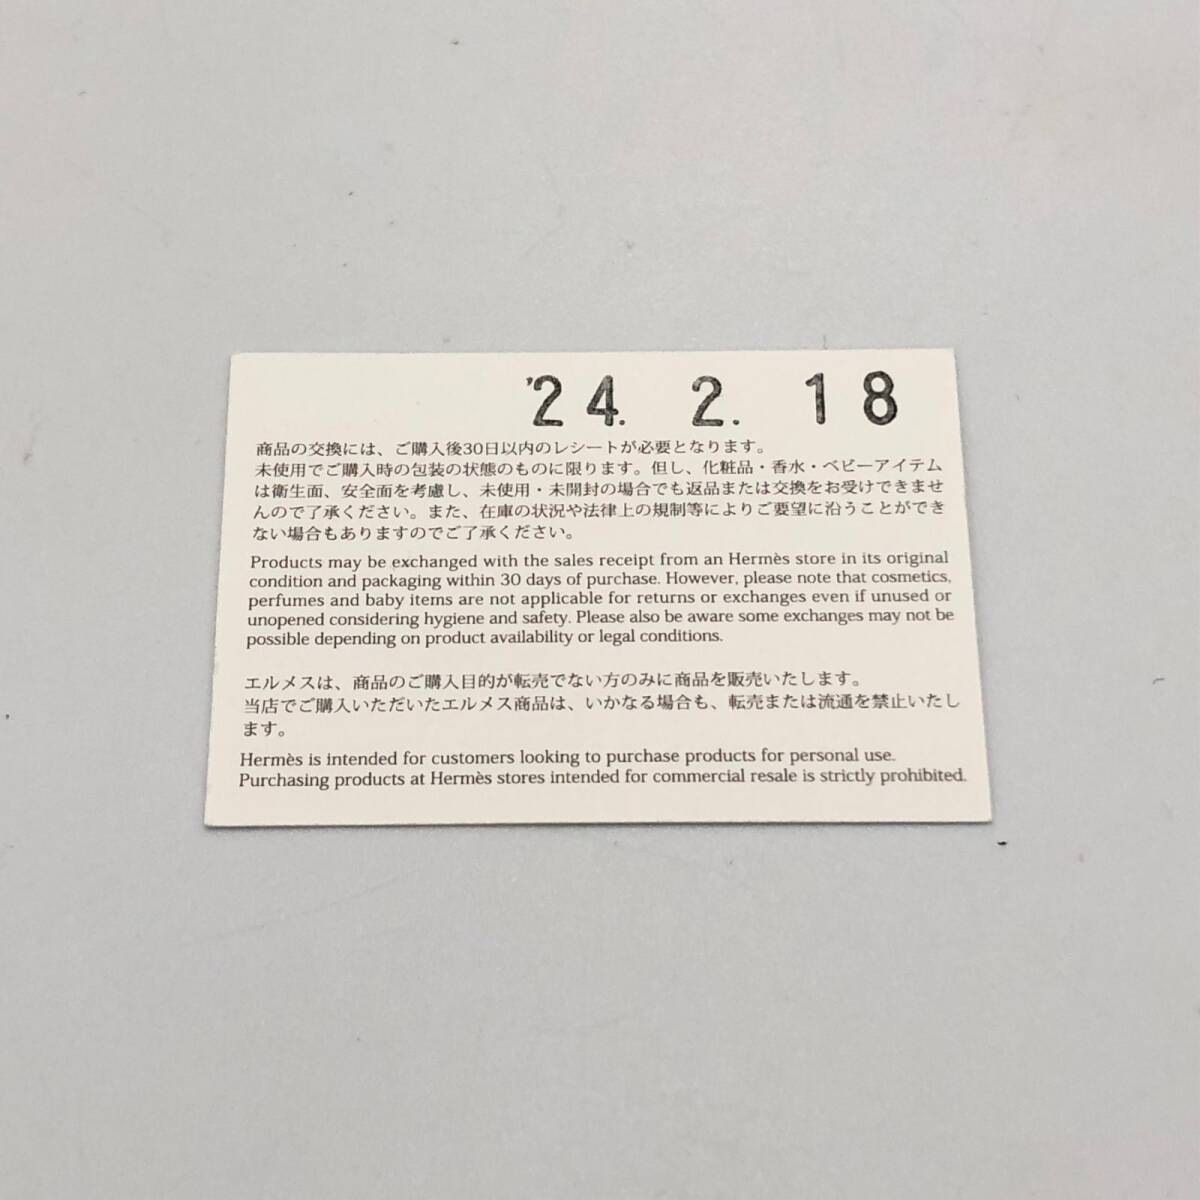 '24. 2. 18
商品の交換には、ご購入後30日以内のレシートが必要となります。
未使用でご購入時の包装の状態のものに限ります。但し、化粧品・香水・ベビーアイテム
は衛生面、安全面を考慮し、未使用・未開封の場合でも返品または交換をお受けできませ
んので了承ください。また、在庫の状況や法律上の規制等によりご要望に沿うことができ
ない場合もありますのでご了承ください。
Products may be exchanged with the sales receipt from an Hermès store in its original
condition and packaging within 30 days of purchase. However, please note that cosmetics,
perfumes and baby items are not applicable for returns or exchanges even if unused or
unopened considering hygiene and safety. Please also be aware some exchanges may not be
possible depending on product availability or legal conditions.
エルメスは、商品のご購入目的が転売でない方のみに商品を販売いたします。
当店でご購入いただいたエルメス商品は、いかなる場合も、転売または流通を禁止いたし
ます。
Hermès is intended for customers looking to purchase products for personal use.
Purchasing products at Hermès stores intended for commercial resale is strictly prohibited.